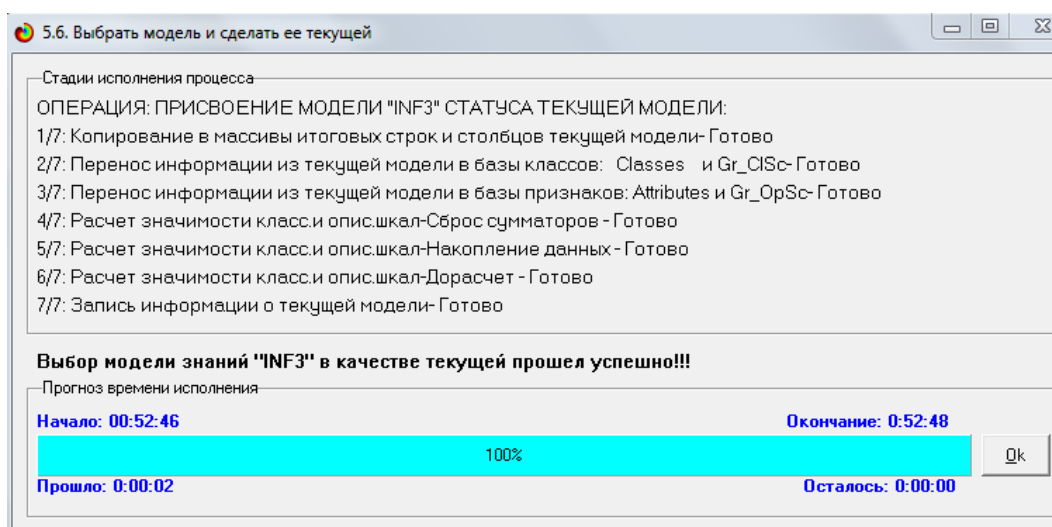 5.6. Выбрать модель и сделать ее текущей
Стадии исполнения процесса
ОПЕРАЦИЯ: ПРИСВОЕНИЕ МОДЕЛИ "INF3" СТАТУСА ТЕКУЩЕЙ МОДЕЛИ:
1/7: Копирование в массивы итоговых строк и столбцов текущей модели- Готово
2/7: Перенос информации из текущей модели в базы классов: Classes и Gr_ClSc- Готово
3/7: Перенос информации из текущей модели в базы признаков: Attributes и Gr_OpSc- Готово
4/7: Расчет значимости класс.и опис.шкал-Сброс сумматоров - Готово
5/7: Расчет значимости класс.и опис.шкал-Накопление данных - Готово
6/7: Расчет значимости класс.и опис.шкал-Дорасчет - Готово
7/7: Запись информации о текущей модели- Готово
Выбор модели знаний "INF3" в качестве текущей прошел успешно!!!
Прогноз времени исполнения
Начало: 00:52:46 Окончание: 0:52:48
100% Ok
Прошло: 0:00:02 Осталось: 0:00:00